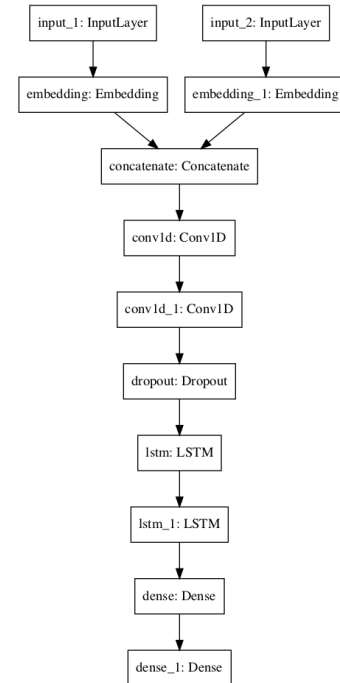 input_1: InputLayer
input_2: InputLayer
embedding: Embedding
embedding_1: Embedding
concatenate: Concatenate
conv1d: Conv1D
conv1d_1: Conv1D
dropout: Dropout
lstm: LSTM
lstm_1: LSTM
dense: Dense
dense_1: Dense